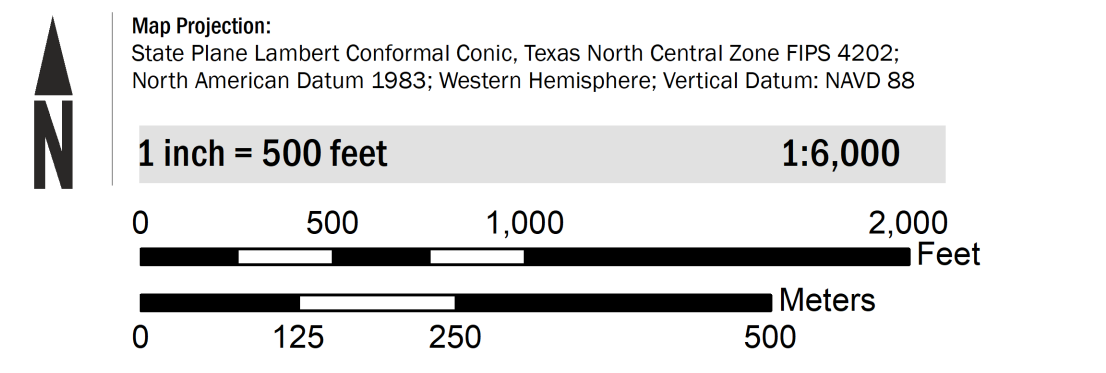 N
Map Projection:
State Plane Lambert Conformal Conic, Texas North Central Zone FIPS 4202;
North American Datum 1983; Western Hemisphere; Vertical Datum: NAVD 88
1 inch = 500 feet 1:6,000
0 500 1,000 2,000
Feet
Meters
0 125 250 500